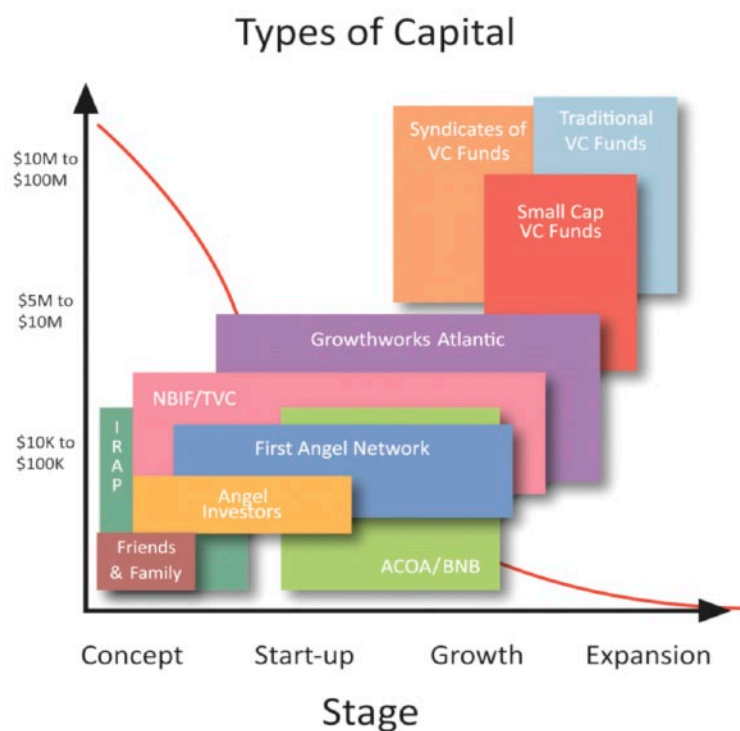 Types of Capital
$10M to
$100M
$5M to
$10M
$10K to
$100K
Syndicates of
VC Funds
Traditional
VC Funds
Small Cap
VC Funds
Growthworks Atlantic
NBIF/TVC
I
R
A
P
First Angel Network
Angel
Investors
Friends
& Family
ACOA/BNB
Concept
Start-up
Growth
Expansion
Stage